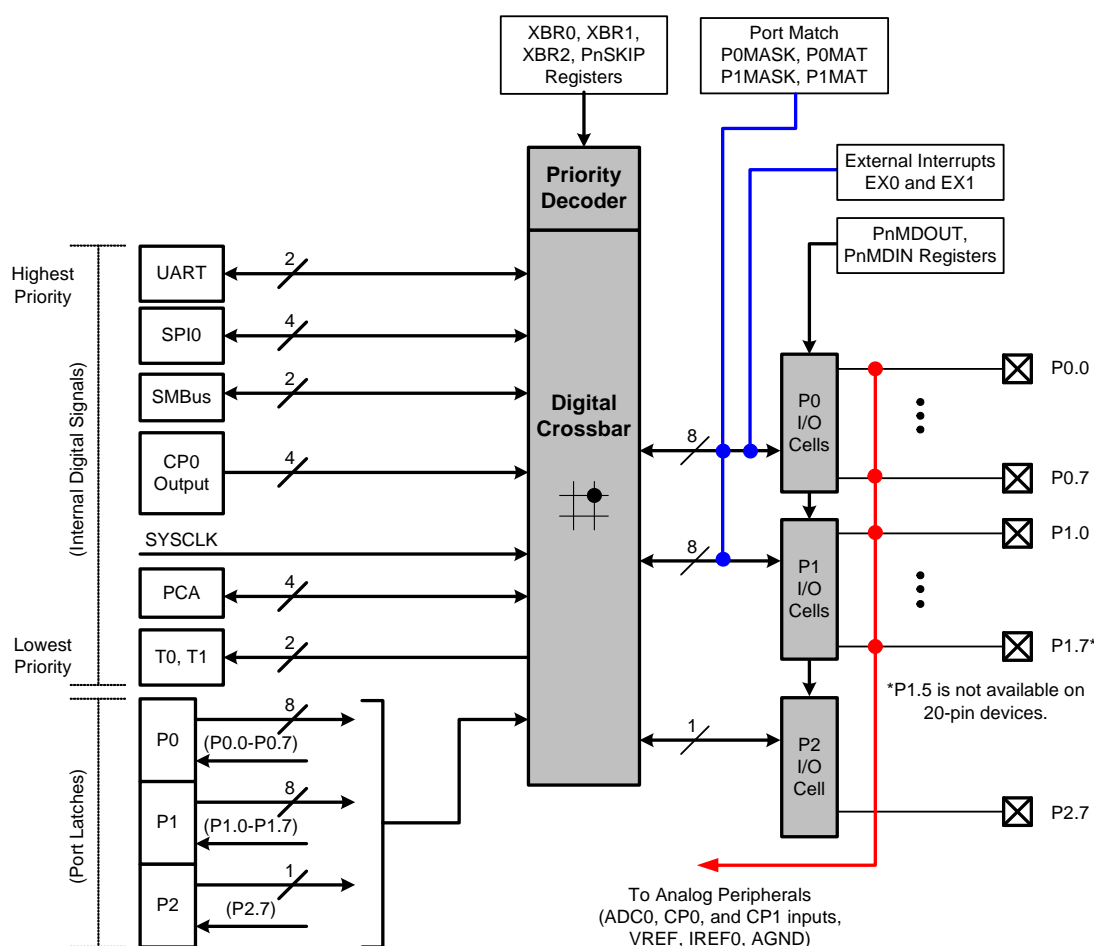 XBR0, XBR1,
XBR2, PnSKIP
Registers
Port Match
P0MASK, P0MAT
P1MASK, P1MAT
External Interrupts
EX0 and EX1
Priority
Decoder
PnMDOUT,
PnMDIN Registers
Highest
Priority
UART
2
SPI0
4
(Internal Digital Signals)
SMBus
2
CP0
Output
4
Digital
Crossbar
8
P0
I/O
Cells
P0.0
P0.7
SYSCLK
PCA
4
8
P1
I/O
Cells
P1.0
P1.7*
Lowest
Priority
T0, T1
2
*P1.5 is not available on
20-pin devices.
(Port Latches)
P0
8
(P0.0-P0.7)
P1
8
(P1.0-P1.7)
P2
1
(P2.7)
1
P2
I/O
Cell
P2.7
To Analog Peripherals
(ADC0, CP0, and CP1 inputs,
VREF, IREF0, AGND)